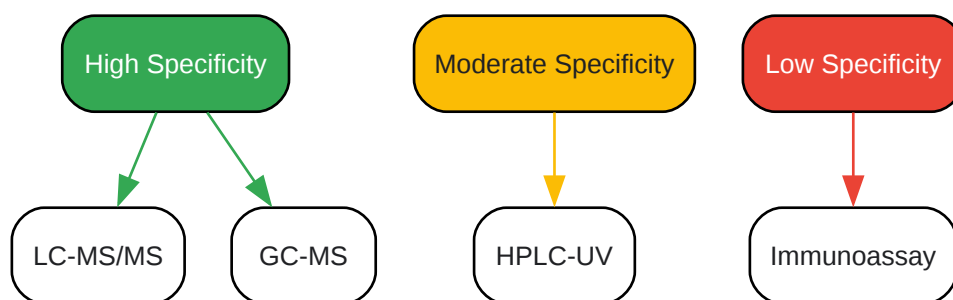 High Specificity
Moderate Specificity
Low Specificity
LC-MS/MS
GC-MS
HPLC-UV
Immunoassay